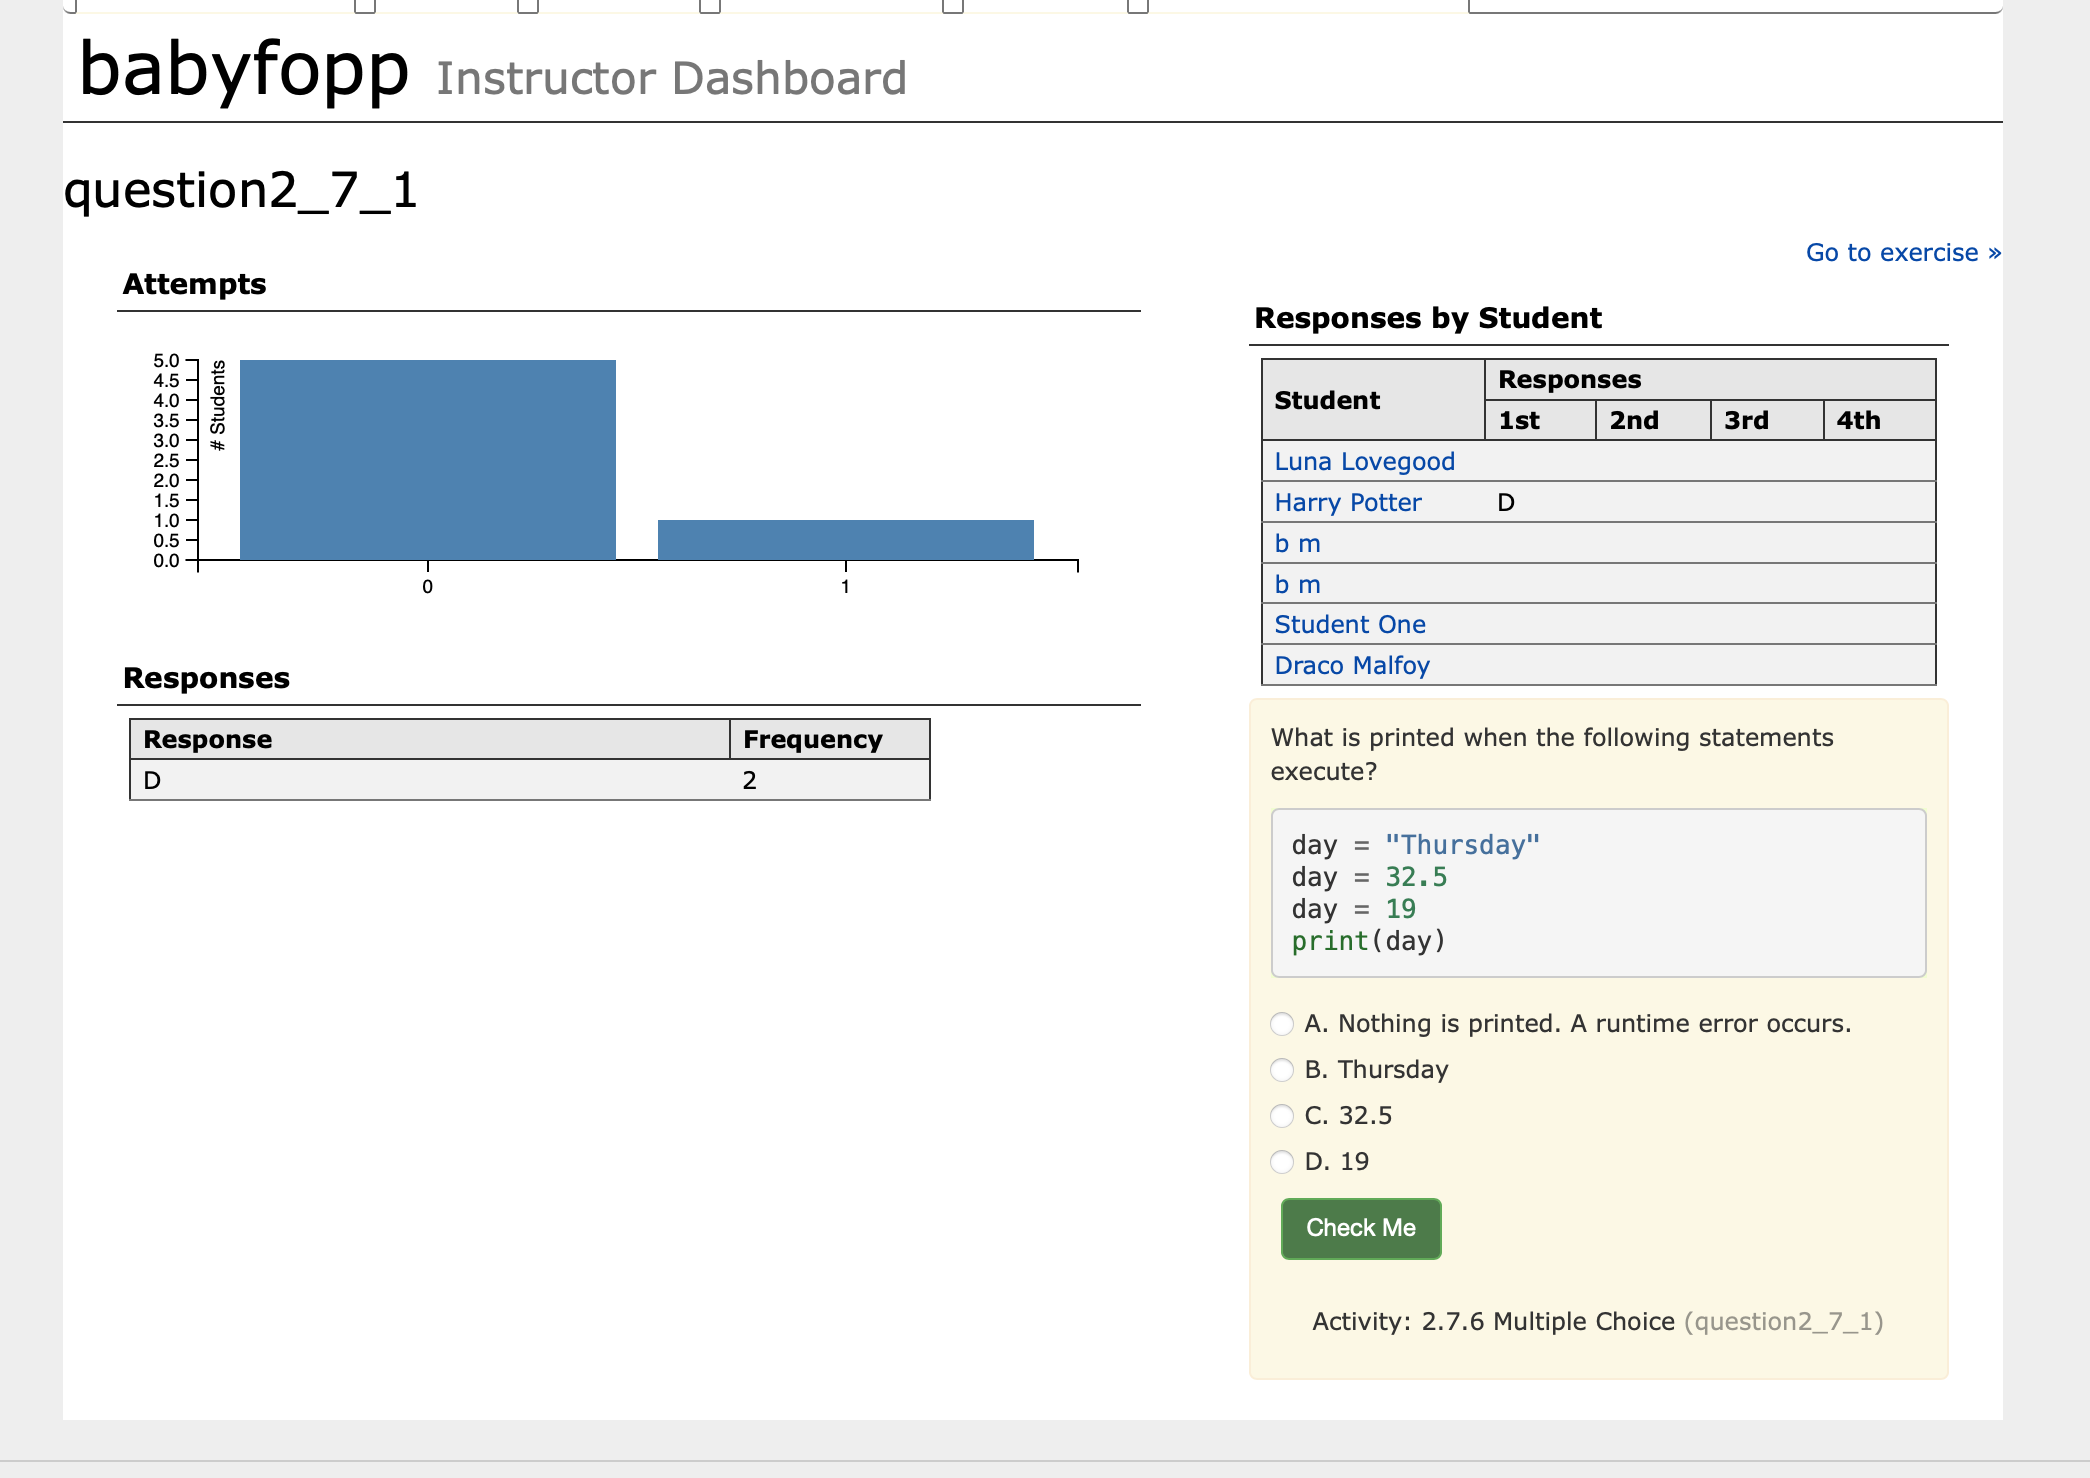 babyfopp Instructor Dashboard
question2_7_1
Go to exercise »
Attempts
5.0
4.5
4.0
3.5
3.0
2.5
2.0
1.5
1.0
0.5
0.0
# Students
0
1
Responses
Response Frequency
D 2
Responses by Student
Student Responses
1st 2nd 3rd 4th
Luna Lovegood
Harry Potter D
b m
b m
Student One
Draco Malfoy
What is printed when the following statements
execute?
day = "Thursday"
day = 32.5
day = 19
print(day)
A. Nothing is printed. A runtime error occurs.
B. Thursday
C. 32.5
D. 19
Check Me
Activity: 2.7.6 Multiple Choice (question2_7_1)